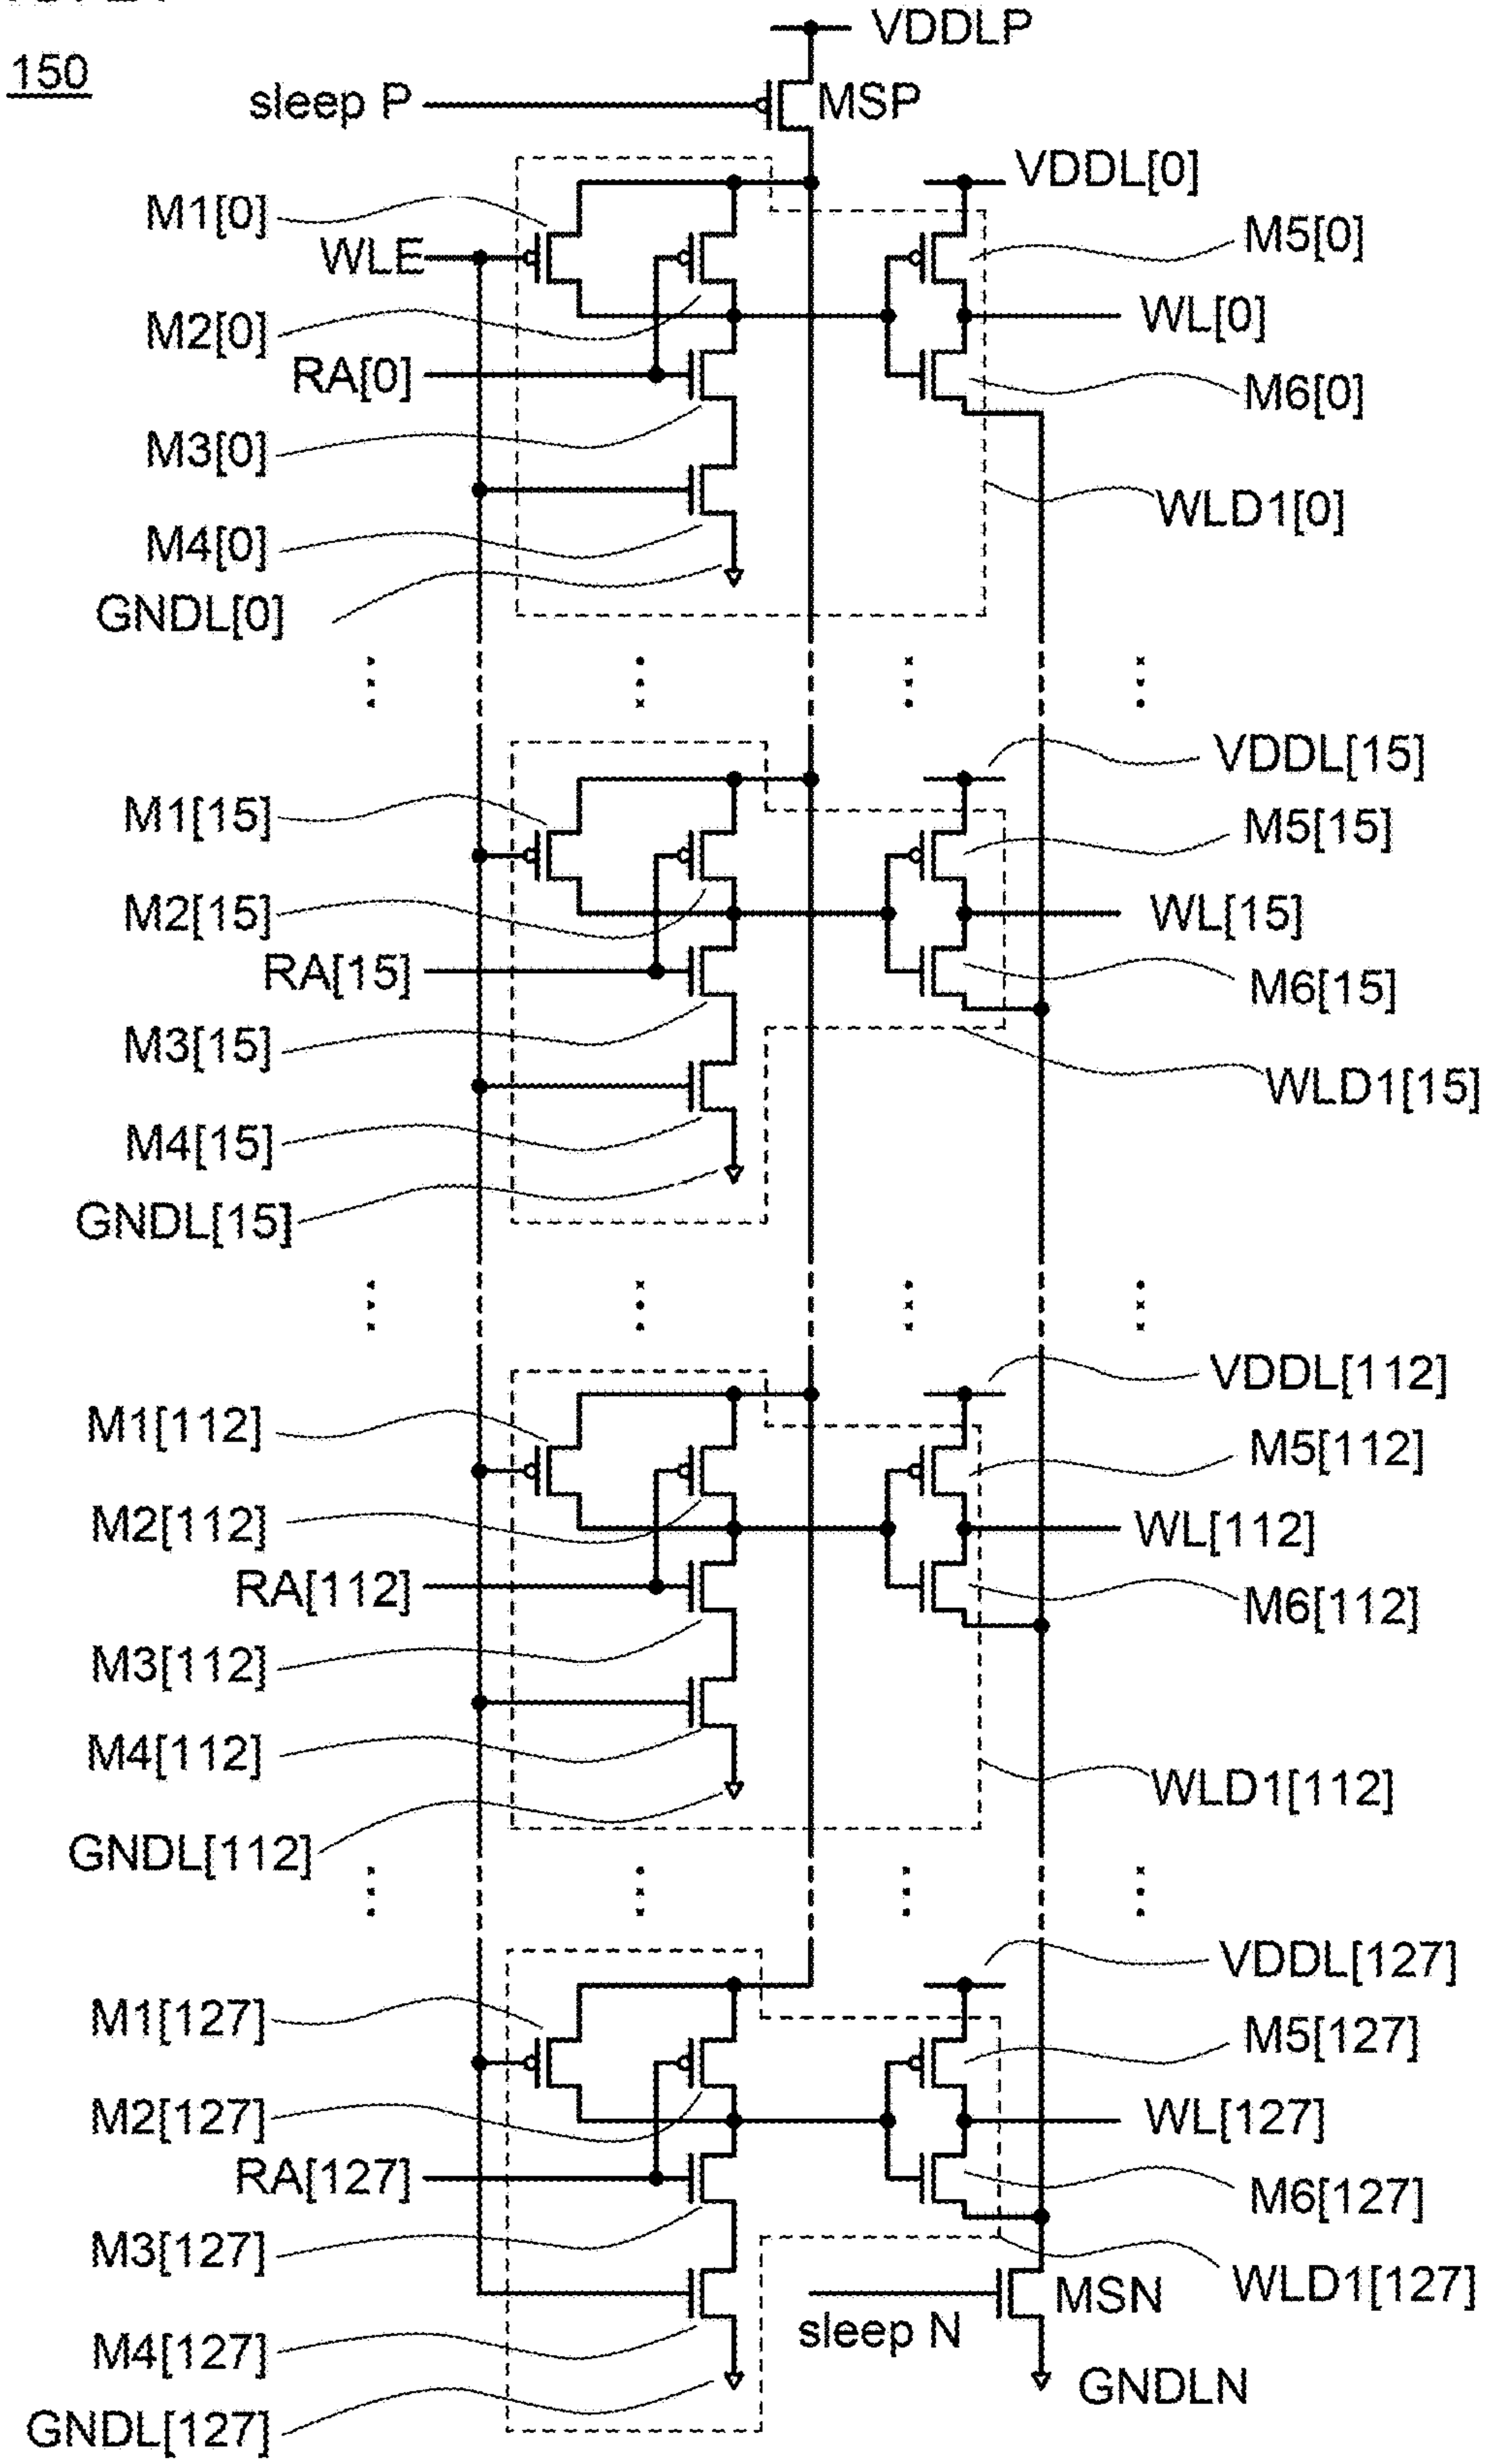 150
VDDLP
sleep P
MSP
VDDL[0]
M1[0]
M5[0]
WLE
WL[0]
M2[0]
RA[0]
M6[0]
M3[0]
WLD1[0]
M4[0]
GNDL[0]
VDDL[15]
M1[15]
M5[15]
M2[15]
WL[15]
RA[15]
M6[15]
M3[15]
WLD1[15]
M4[15]
GNDL[15]
VDDL[112]
M1[112]
M5[112]
M2[112]
WL[112]
RA[112]
M6[112]
M3[112]
M4[112]
WLD1[112]
GNDL[112]
VDDL[127]
M1[127]
M5[127]
M2[127]
WL[127]
RA[127]
M6[127]
M3[127]
WLD1[127]
MSN
sleep N
M4[127]
GNDLN
GNDL[127]